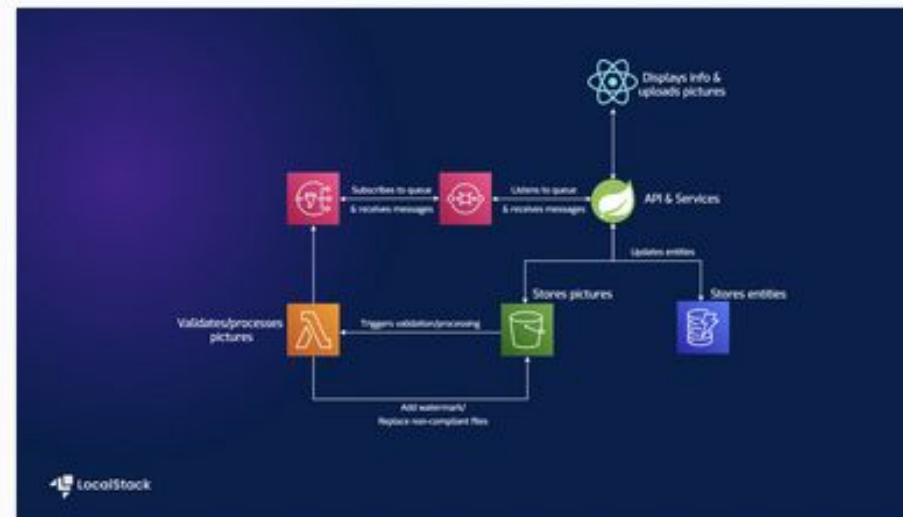 Displays info &
uploads pictures
Subscribes to queue
& receives messages
Listens to queue
& receives messages
API & Services
Updates entities
Stores pictures
Stores entities
Validates/processes
pictures
Triggers validation/processing
Add watermark/
Replace non-compliant files
LocalStack